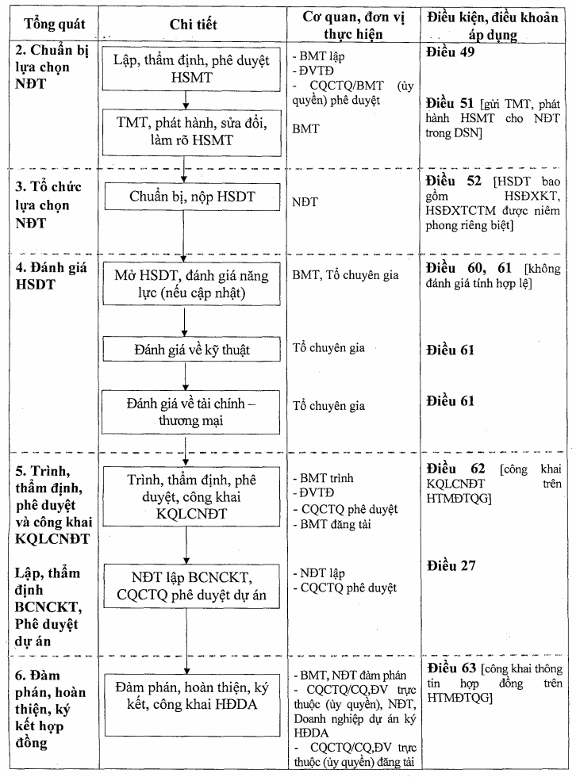 Tổng quát
Chi tiết
Cơ quan, đơn vị
thực hiện
Điều kiện, điều khoản
áp dụng
2. Chuẩn bị
lựa chọn
NĐT
Lập, thẩm định, phê duyệt
HSMT
- BMT lập
- ĐVTĐ
- CQCTQ/BMT (ủy
quyền) phê duyệt
Điều 49
TMT, phát hành, sửa đổi,
làm rõ HSMT
BMT
Điều 51 [gửi TMT, phát
hành HSMT cho NĐT
trong DSN]
3. Tổ chức
lựa chọn
NĐT
Chuẩn bị, nộp HSDT
NĐT
Điều 52 [HSDT bao
gồm HSĐXKT,
HSĐXTCTM được niêm
phong riêng biệt]
4. Đánh giá
HSDT
Mở HSDT, đánh giá năng
lực (nếu cập nhật)
BMT, Tổ chuyên gia
Điều 60, 61 [không
đánh giá tính hợp lệ]
Đánh giá về kỹ thuật
Tổ chuyên gia
Điều 61
Đánh giá về tài chính –
thương mại
Tổ chuyên gia
Điều 61
5. Trình,
thẩm định,
phê duyệt
và công khai
KQLCNĐT
Trình, thẩm định, phê
duyệt, công khai
KQLCNĐT
- BMT trình
- ĐVTĐ
- CQCTQ phê duyệt
- BMT đăng tải
Điều 62 [công khai
KQLCNĐT trên
HTMĐTQG]
Lập, thẩm
định
BCNCKT,
Phê duyệt
dự án
NĐT lập BCNCKT,
CQCTQ phê duyệt dự án
- NĐT lập
- CQCTQ phê duyệt
Điều 27
6. Đàm
phán, hoàn
thiện, ký
kết hợp
đồng
Đàm phán, hoàn thiện, ký
kết, công khai HĐDA
- BMT, NĐT đàm phán
- CQCTQ/CQ,ĐV trực
thuộc (ủy quyền), NĐT,
Doanh nghiệp dự án ký
HĐDA
- CQCTQ/CQ,ĐV trực
thuộc (ủy quyền) đăng tải
Điều 63 [công khai thông
tin hợp đồng trên
HTMĐTQG]